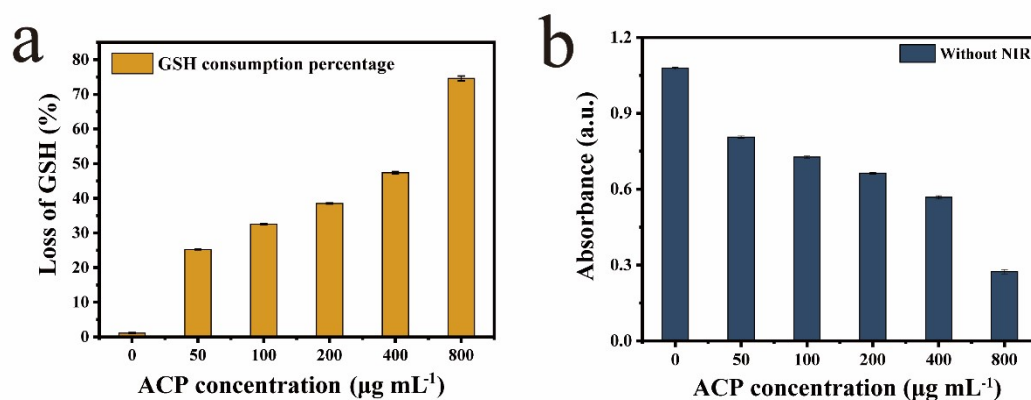 a
GSH consumption percentage
Loss of GSH (%)
80
70
60
50
40
30
20
10
0
0 50 100 200 400 800
ACP concentration (μg mL⁻¹)
b
Without NIR
Absorbance (a.u.)
1.2
0.9
0.6
0.3
0.0
0 50 100 200 400 800
ACP concentration (μg mL⁻¹)